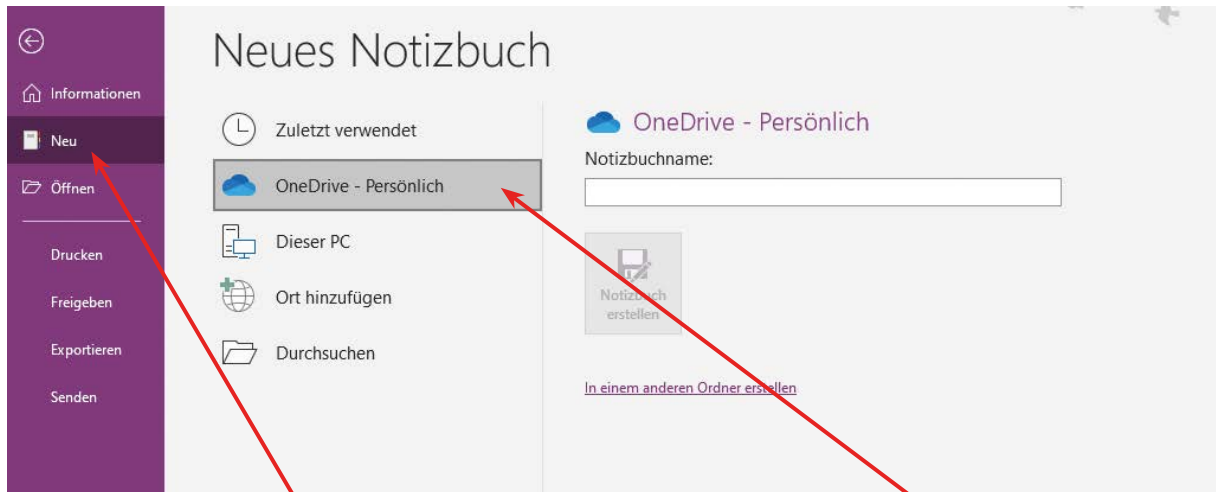 Neues Notizbuch
Informationen
Neu
Öffnen
Drucken
Freigeben
Exportieren
Senden
Zuletzt verwendet
OneDrive - Persönlich
Dieser PC
Ort hinzufügen
Durchsuchen
OneDrive - Persönlich
Notizbuchname:
Notizbuch
erstellen
In einem anderen Ordner erstellen